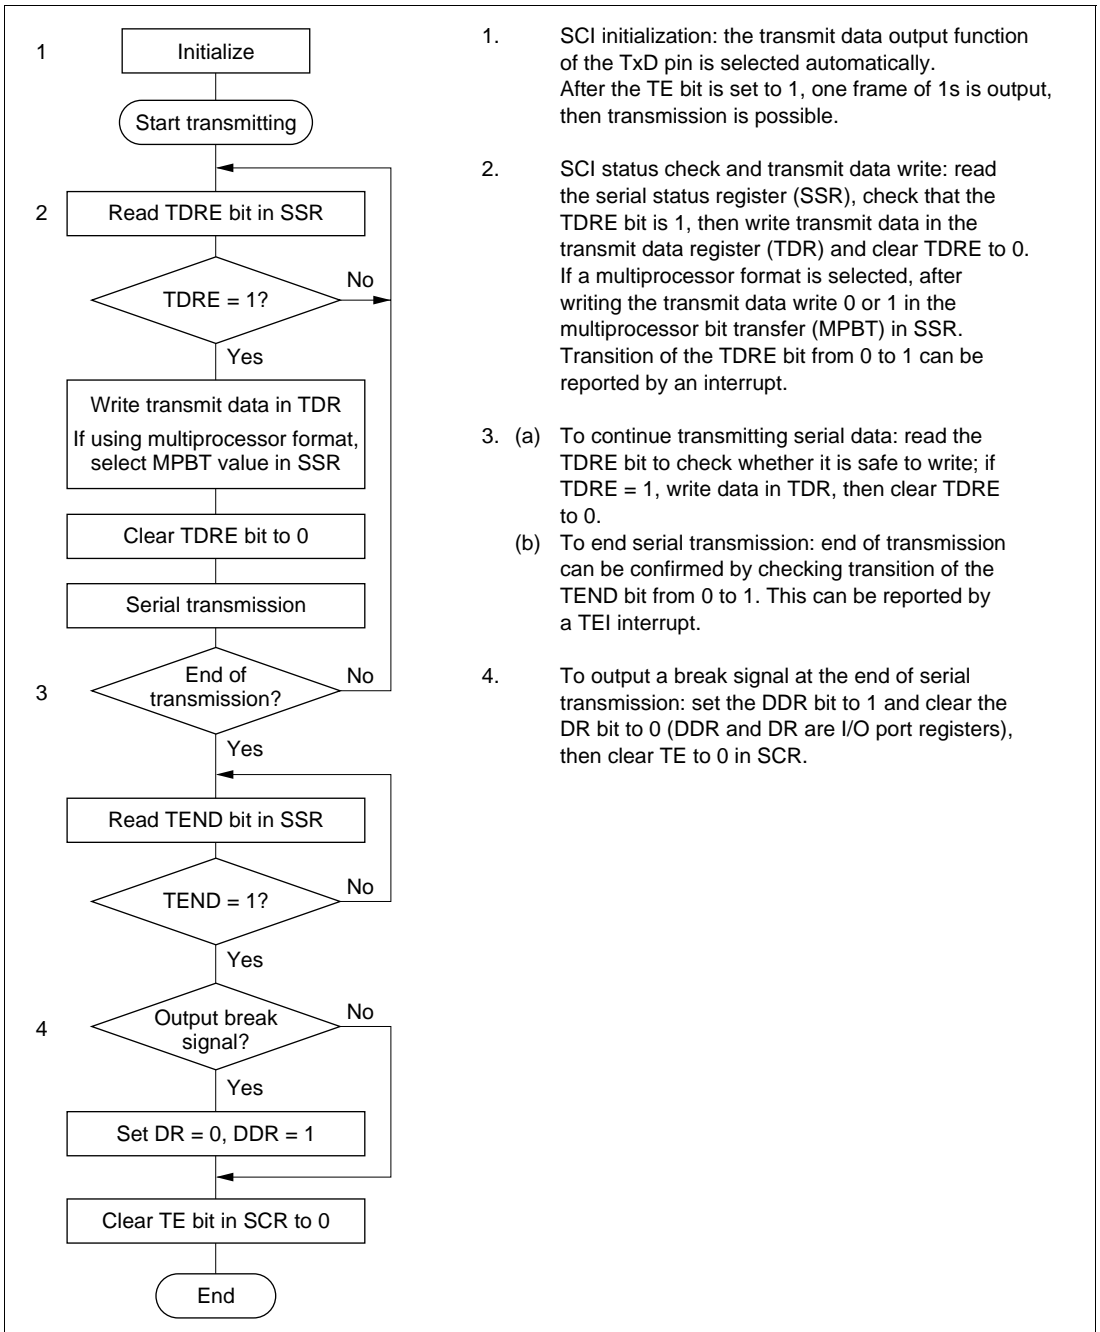 1
Initialize
Start transmitting
2
Read TDRE bit in SSR
TDRE = 1?
No
Yes
Write transmit data in TDR
If using multiprocessor format,
select MPBT value in SSR
Clear TDRE bit to 0
Serial transmission
3
End of
transmission?
No
Yes
Read TEND bit in SSR
TEND = 1?
No
Yes
4
Output break
signal?
No
Yes
Set DR = 0, DDR = 1
Clear TE bit in SCR to 0
End
1. SCI initialization: the transmit data output function
of the TxD pin is selected automatically.
After the TE bit is set to 1, one frame of 1s is output,
then transmission is possible.
2. SCI status check and transmit data write: read
the serial status register (SSR), check that the
TDRE bit is 1, then write transmit data in the
transmit data register (TDR) and clear TDRE to 0.
If a multiprocessor format is selected, after
writing the transmit data write 0 or 1 in the
multiprocessor bit transfer (MPBT) in SSR.
Transition of the TDRE bit from 0 to 1 can be
reported by an interrupt.
3. (a) To continue transmitting serial data: read the
TDRE bit to check whether it is safe to write; if
TDRE = 1, write data in TDR, then clear TDRE
to 0.
(b) To end serial transmission: end of transmission
can be confirmed by checking transition of the
TEND bit from 0 to 1. This can be reported by
a TEI interrupt.
4. To output a break signal at the end of serial
transmission: set the DDR bit to 1 and clear the
DR bit to 0 (DDR and DR are I/O port registers),
then clear TE to 0 in SCR.